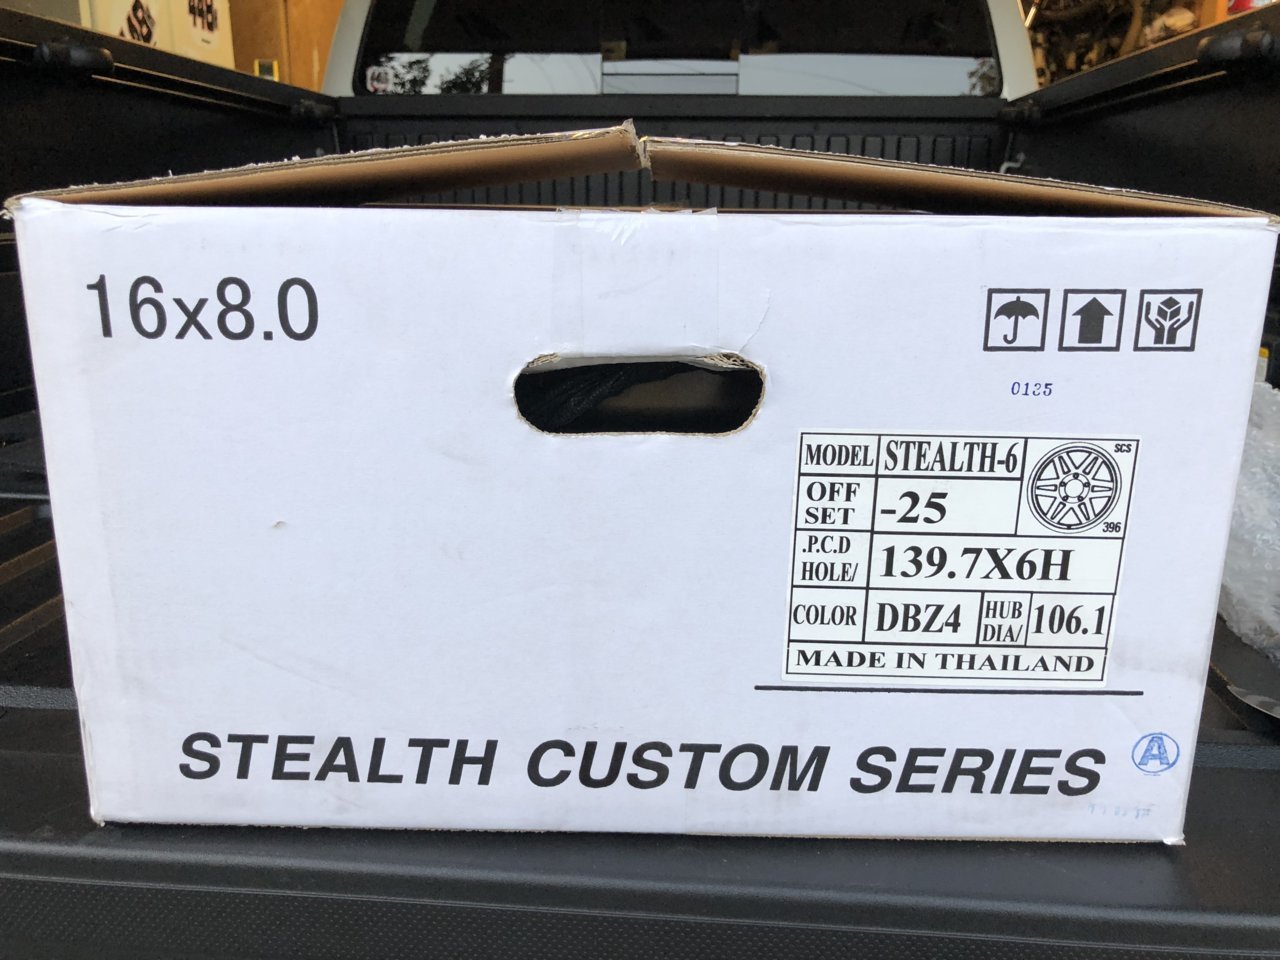 448
16x8.0
0125
MODEL STEALTH-6 SCS
OFF SET -25
396
.P.C.D HOLE/ 139.7X6H
COLOR DBZ4 HUB DIA/ 106.1
MADE IN THAILAND
STEALTH CUSTOM SERIES
A